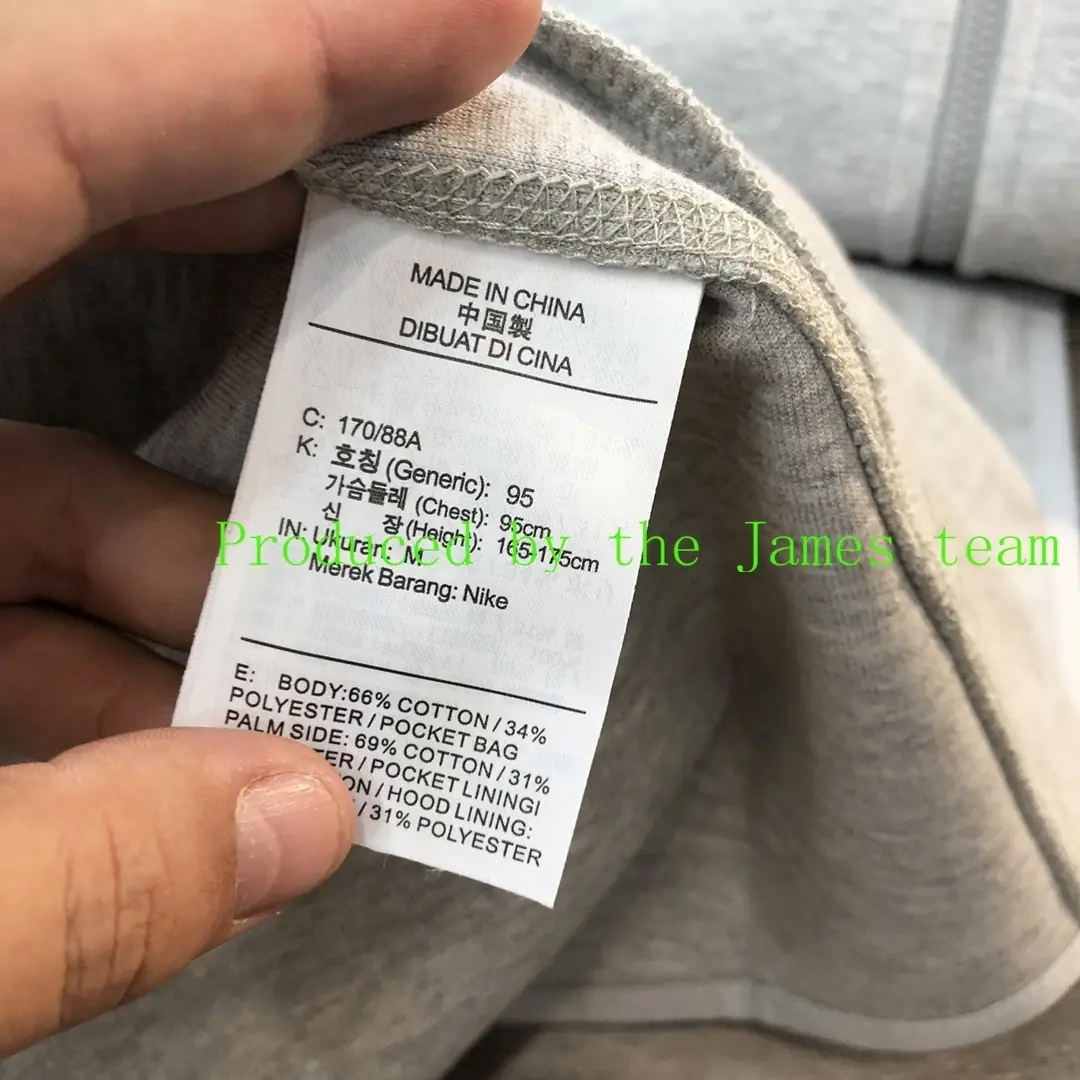 MADE IN CHINA
中国製
DIBUAT DI CINA
C: 170/88A
K: 호칭 (Generic): 95
가슴둘레 (Chest): 95cm
신 장 (Height): 165-175cm
IN: Ukuran: M
Merek Barang: Nike
Produced by the James team
E: BODY:66% COTTON / 34%
POLYESTER / POCKET BAG
PALM SIDE: 69% COTTON / 31%
ER / POCKET LININGI
ON / HOOD LINING:
/ 31% POLYESTER